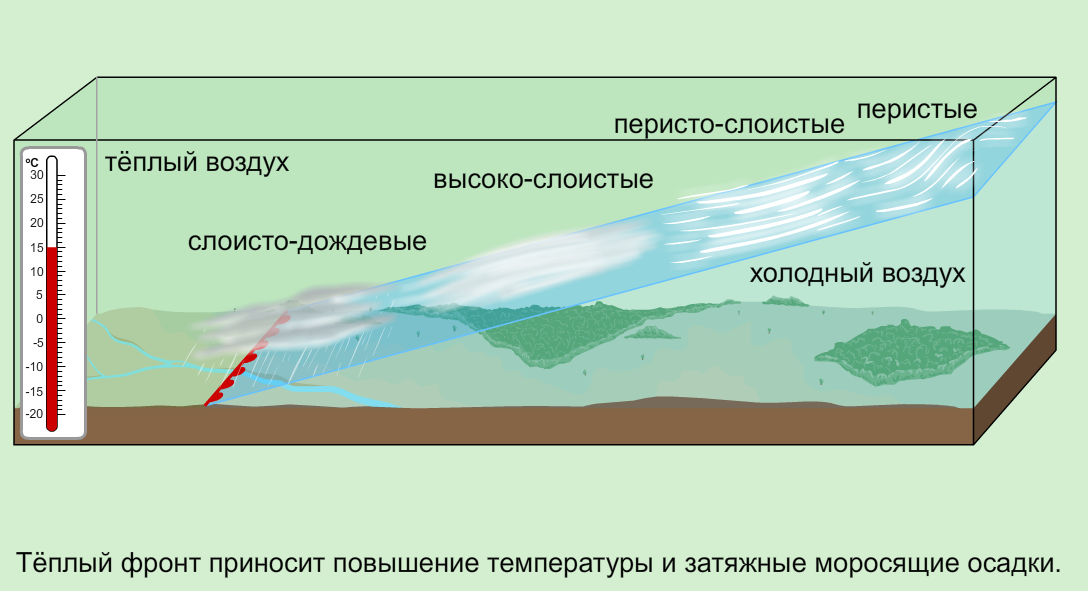 перистые
перисто-слоистые
тёплый воздух
высоко-слоистые
слоисто-дождевые
холодный воздух
ºC
30
25
20
15
10
5
0
-5
-10
-15
-20
Тёплый фронт приносит повышение температуры и затяжные моросящие осадки.